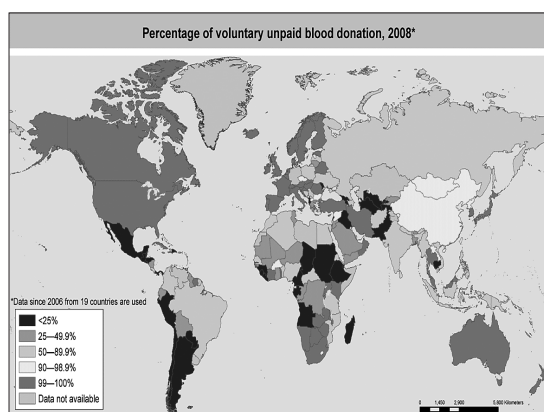 Percentage of voluntary unpaid blood donation, 2008*
*Data since 2006 from 19 countries are used
<25%
25—49.9%
50—89.9%
90—98.9%
99—100%
Data not available
0 1,450 2,900 5,800 Kilometers